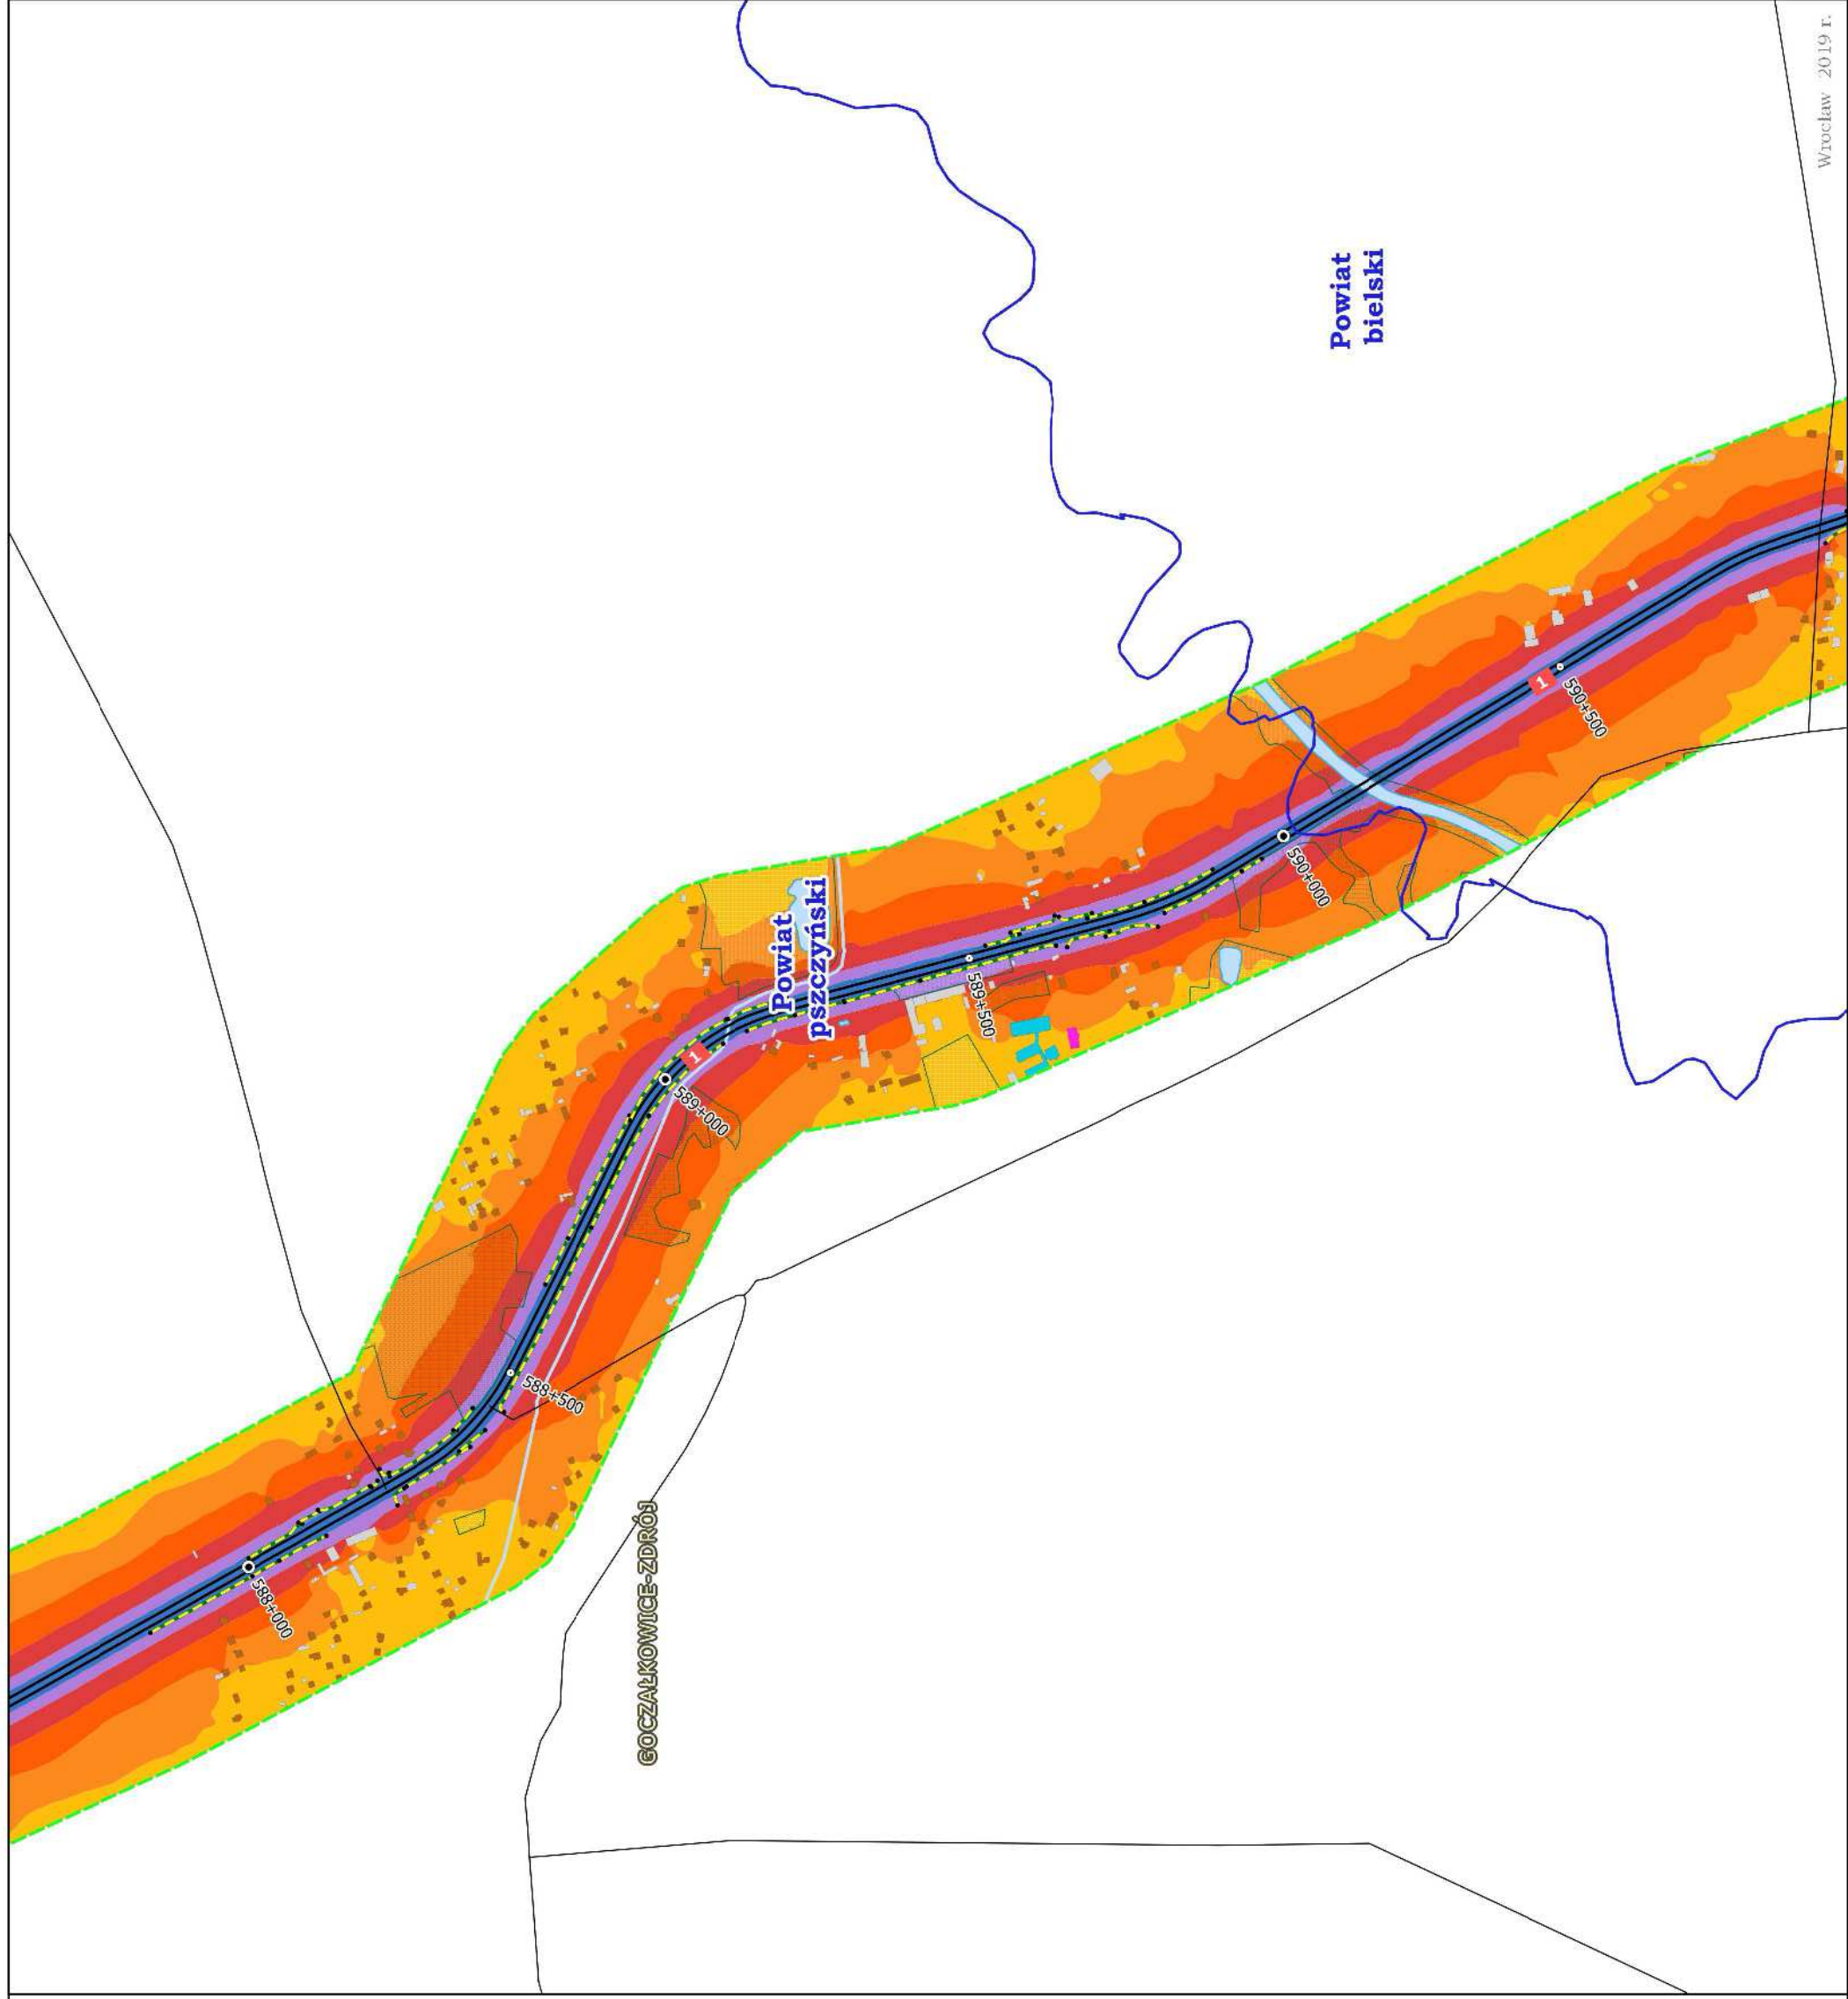 Wrocław 2019 r.
Powiat
bielski
Powiat
pszczyński
GOCZAŁKOWICE-ZDRÓJ
588+000
588+500
589+000
1
589+500
590+000
1
590+500